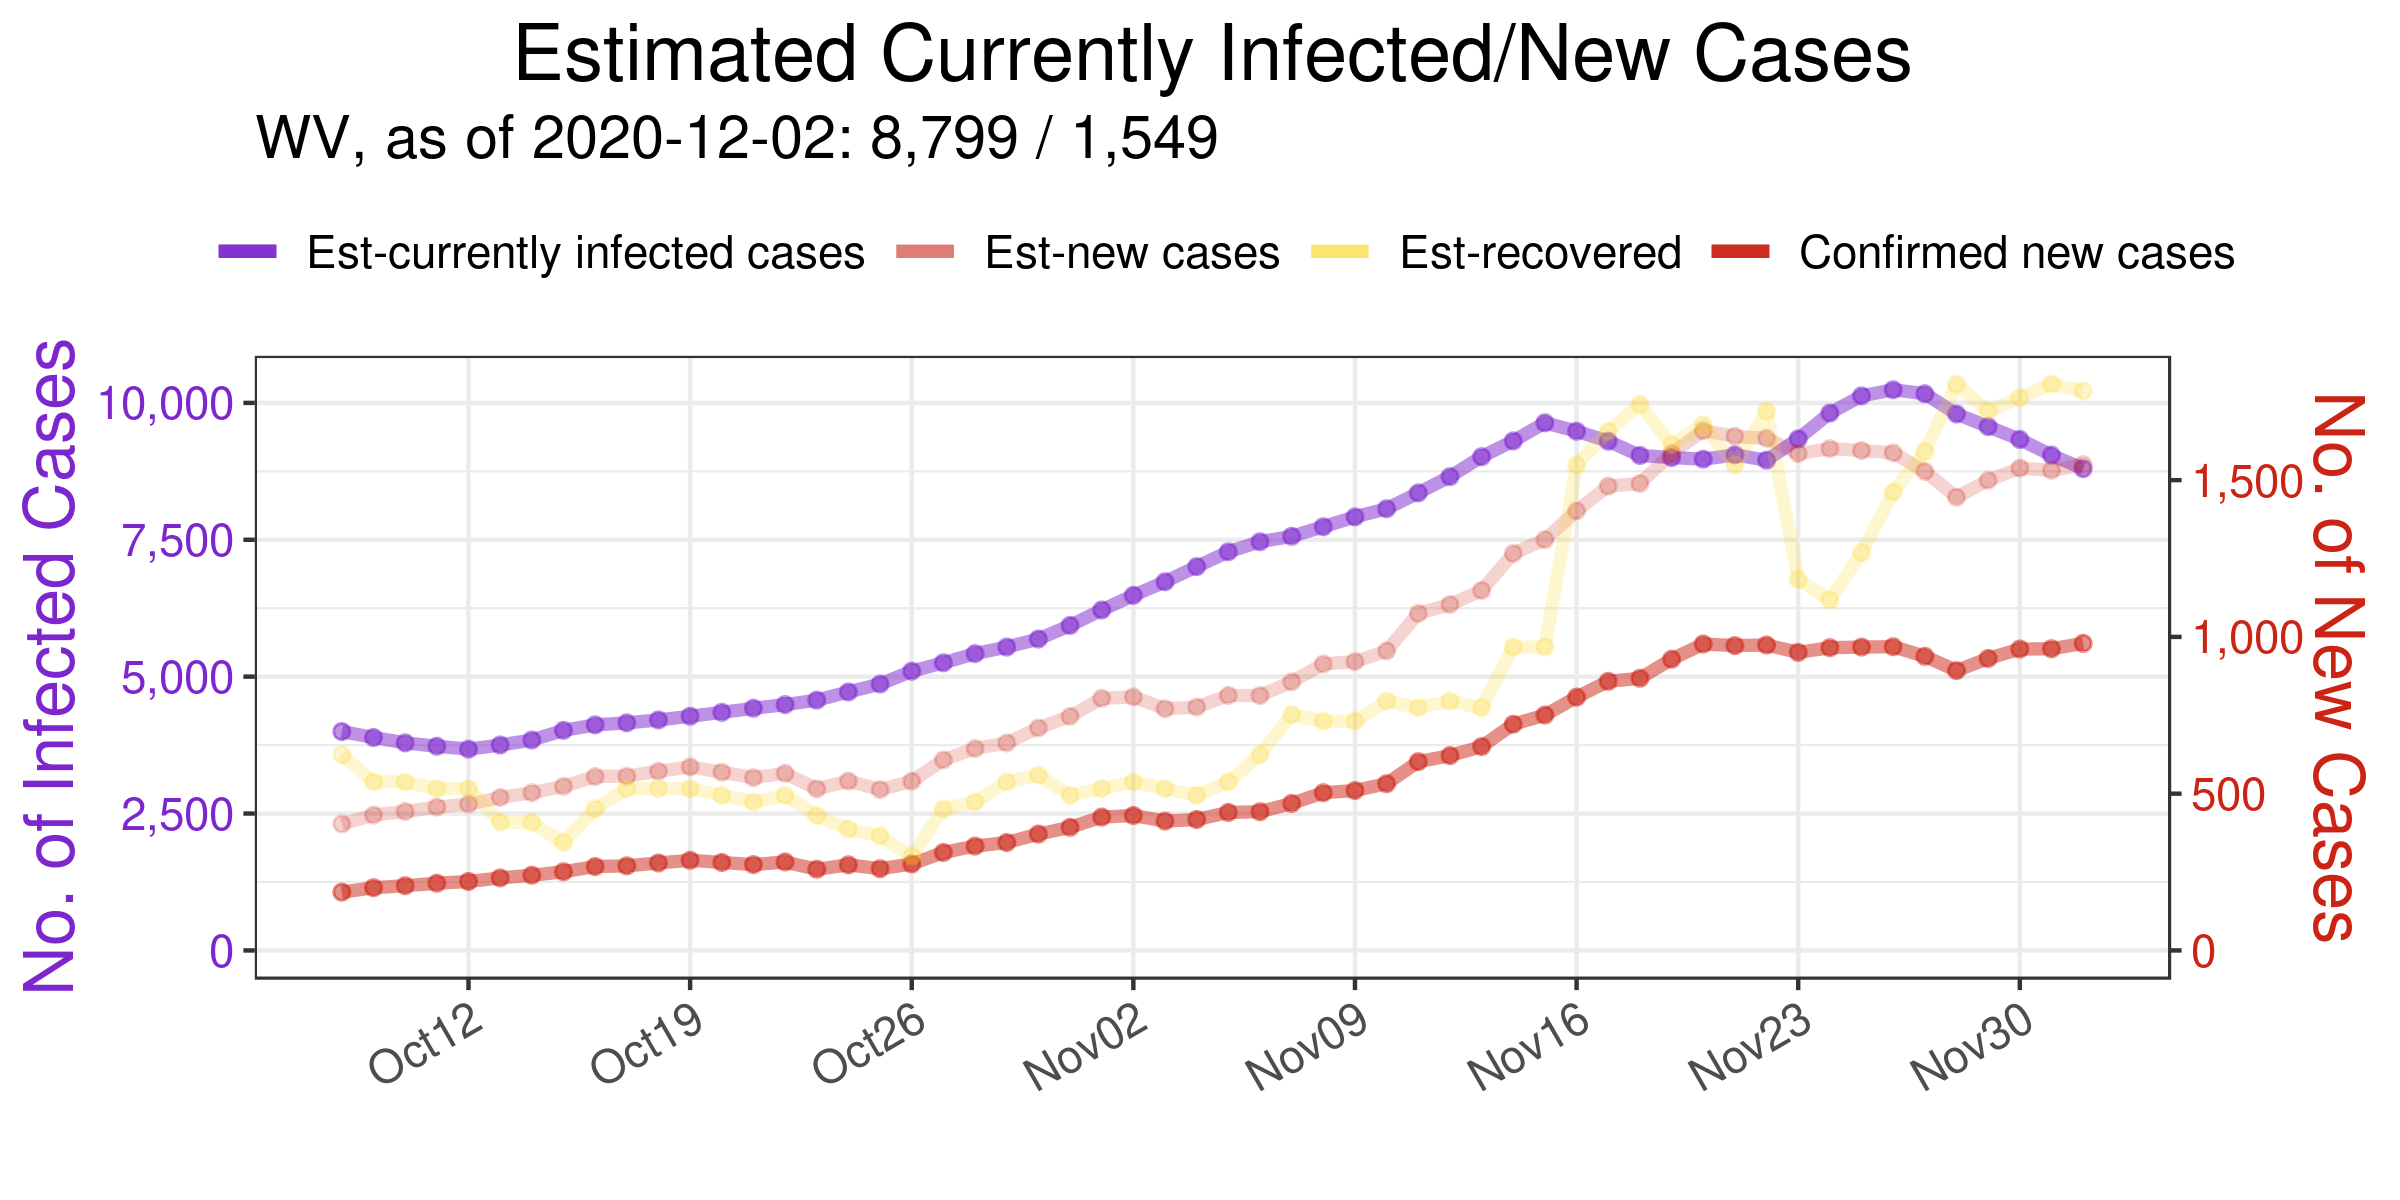 Estimated Currently Infected/New Cases
WV, as of 2020-12-02: 8,799 / 1,549
Est-currently infected cases Est-new cases Est-recovered Confirmed new cases
No. of Infected Cases
10,000
7,500
5,000
2,500
0
No. of New Cases
1,500
1,000
500
0
Oct12 Oct19 Oct26 Nov02 Nov09 Nov16 Nov23 Nov30